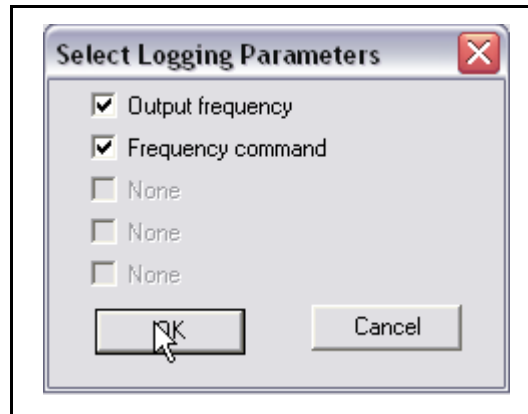 Select Logging Parameters
Output frequency
Frequency command
None
None
None
OK
Cancel